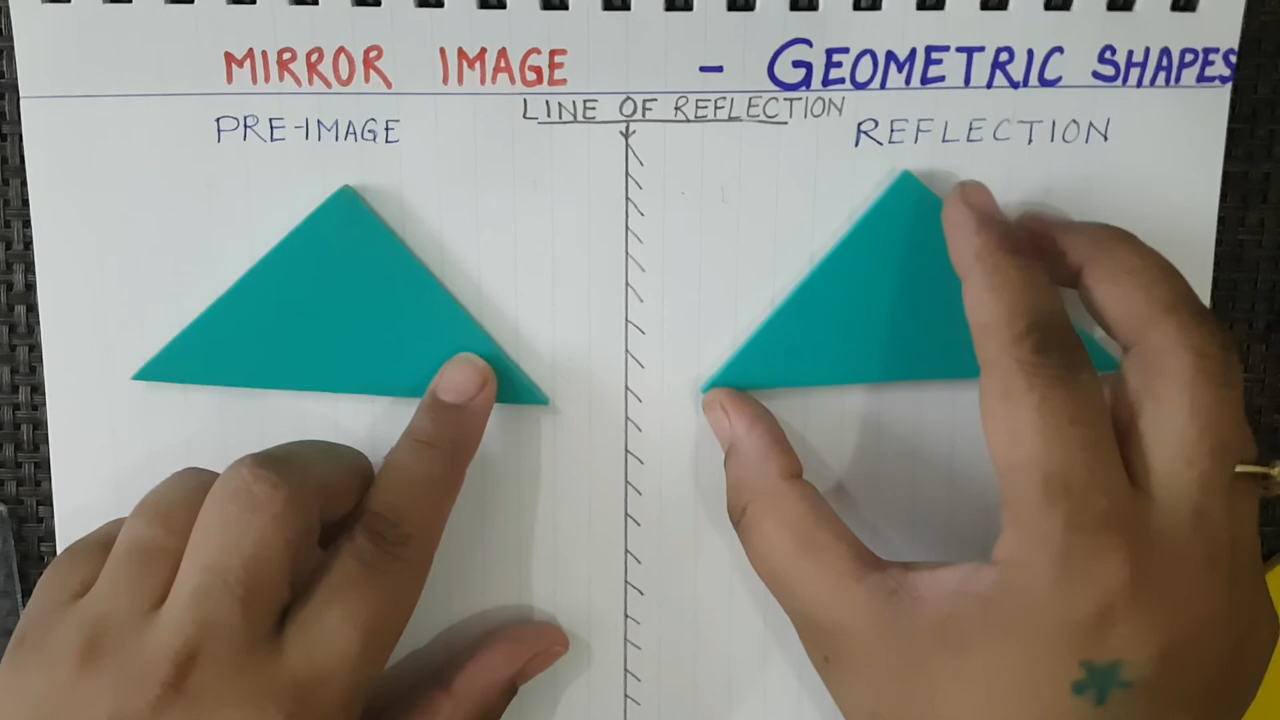 MIRROR IMAGE - GEOMETRIC SHAPES
LINE OF REFLECTION
PRE-IMAGE
REFLECTION